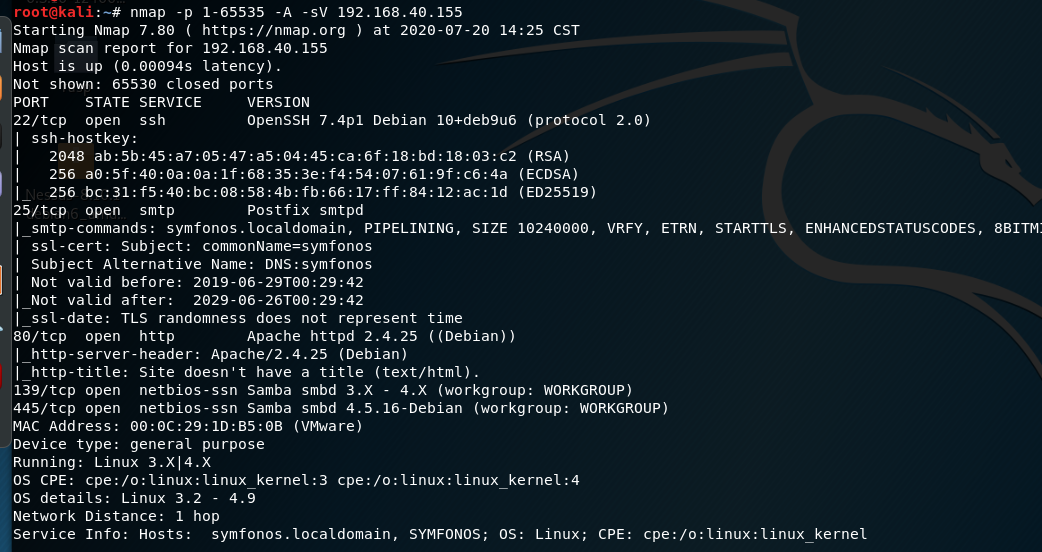 root@kali:~# nmap -p 1-65535 -A -sV 192.168.40.155
Starting Nmap 7.80 ( https://nmap.org ) at 2020-07-20 14:25 CST
Nmap scan report for 192.168.40.155
Host is up (0.00094s latency).
Not shown: 65530 closed ports
PORT    STATE SERVICE     VERSION
22/tcp  open  ssh         OpenSSH 7.4p1 Debian 10+deb9u6 (protocol 2.0)
| ssh-hostkey:
|   2048 ab:5b:45:a7:05:47:a5:04:45:ca:6f:18:bd:18:03:c2 (RSA)
|   256 a0:5f:40:0a:0a:1f:68:35:3e:f4:54:07:61:9f:c6:4a (ECDSA)
|   256 bc:31:f5:40:bc:08:58:4b:fb:66:17:ff:84:12:ac:1d (ED25519)
25/tcp  open  smtp        Postfix smtpd
|_smtp-commands: symfonos.localdomain, PIPELINING, SIZE 10240000, VRFY, ETRN, STARTTLS, ENHANCEDSTATUSCODES, 8BITM
| ssl-cert: Subject: commonName=symfonos
| Subject Alternative Name: DNS:symfonos
| Not valid before: 2019-06-29T00:29:42
|_Not valid after:  2029-06-26T00:29:42
|_ssl-date: TLS randomness does not represent time
80/tcp  open  http        Apache httpd 2.4.25 ((Debian))
|_http-server-header: Apache/2.4.25 (Debian)
|_http-title: Site doesn't have a title (text/html).
139/tcp open  netbios-ssn Samba smbd 3.X - 4.X (workgroup: WORKGROUP)
445/tcp open  netbios-ssn Samba smbd 4.5.16-Debian (workgroup: WORKGROUP)
MAC Address: 00:0C:29:1D:B5:0B (VMware)
Device type: general purpose
Running: Linux 3.X|4.X
OS CPE: cpe:/o:linux:linux_kernel:3 cpe:/o:linux:linux_kernel:4
OS details: Linux 3.2 - 4.9
Network Distance: 1 hop
Service Info: Hosts:  symfonos.localdomain, SYMFONOS; OS: Linux; CPE: cpe:/o:linux:linux_kernel